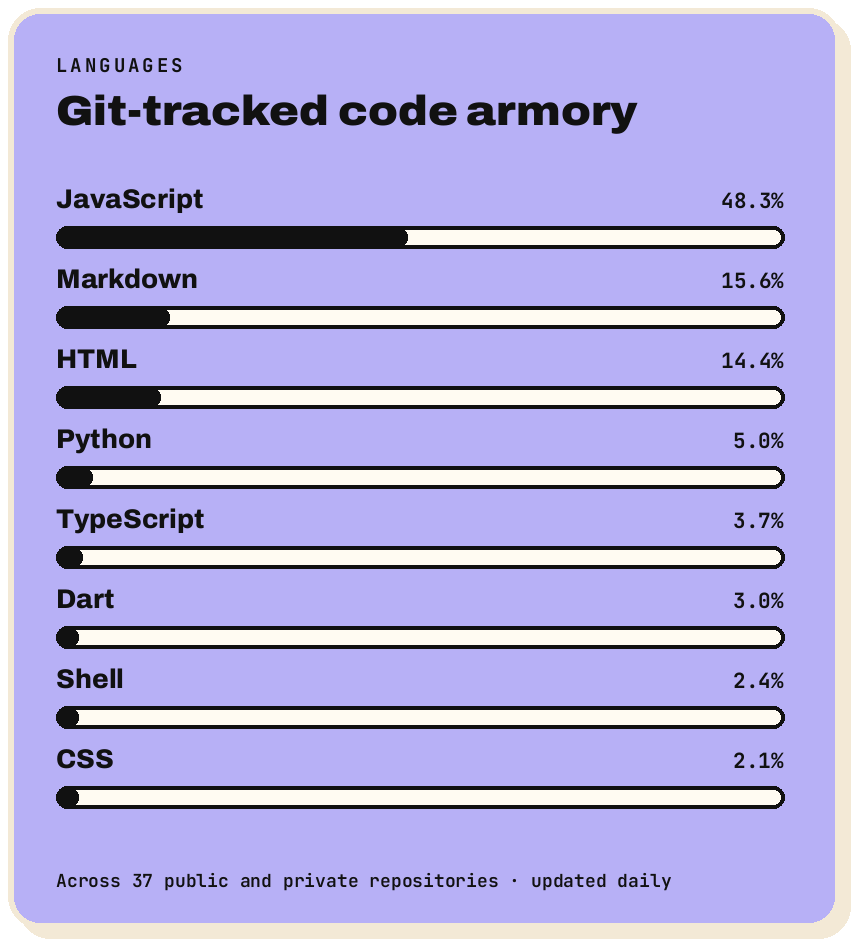 LANGUAGES
Git-tracked code armory
JavaScript 48.3%
Markdown 15.6%
HTML 14.4%
Python 5.0%
TypeScript 3.7%
Dart 3.0%
Shell 2.4%
CSS 2.1%
Across 37 public and private repositories · updated daily